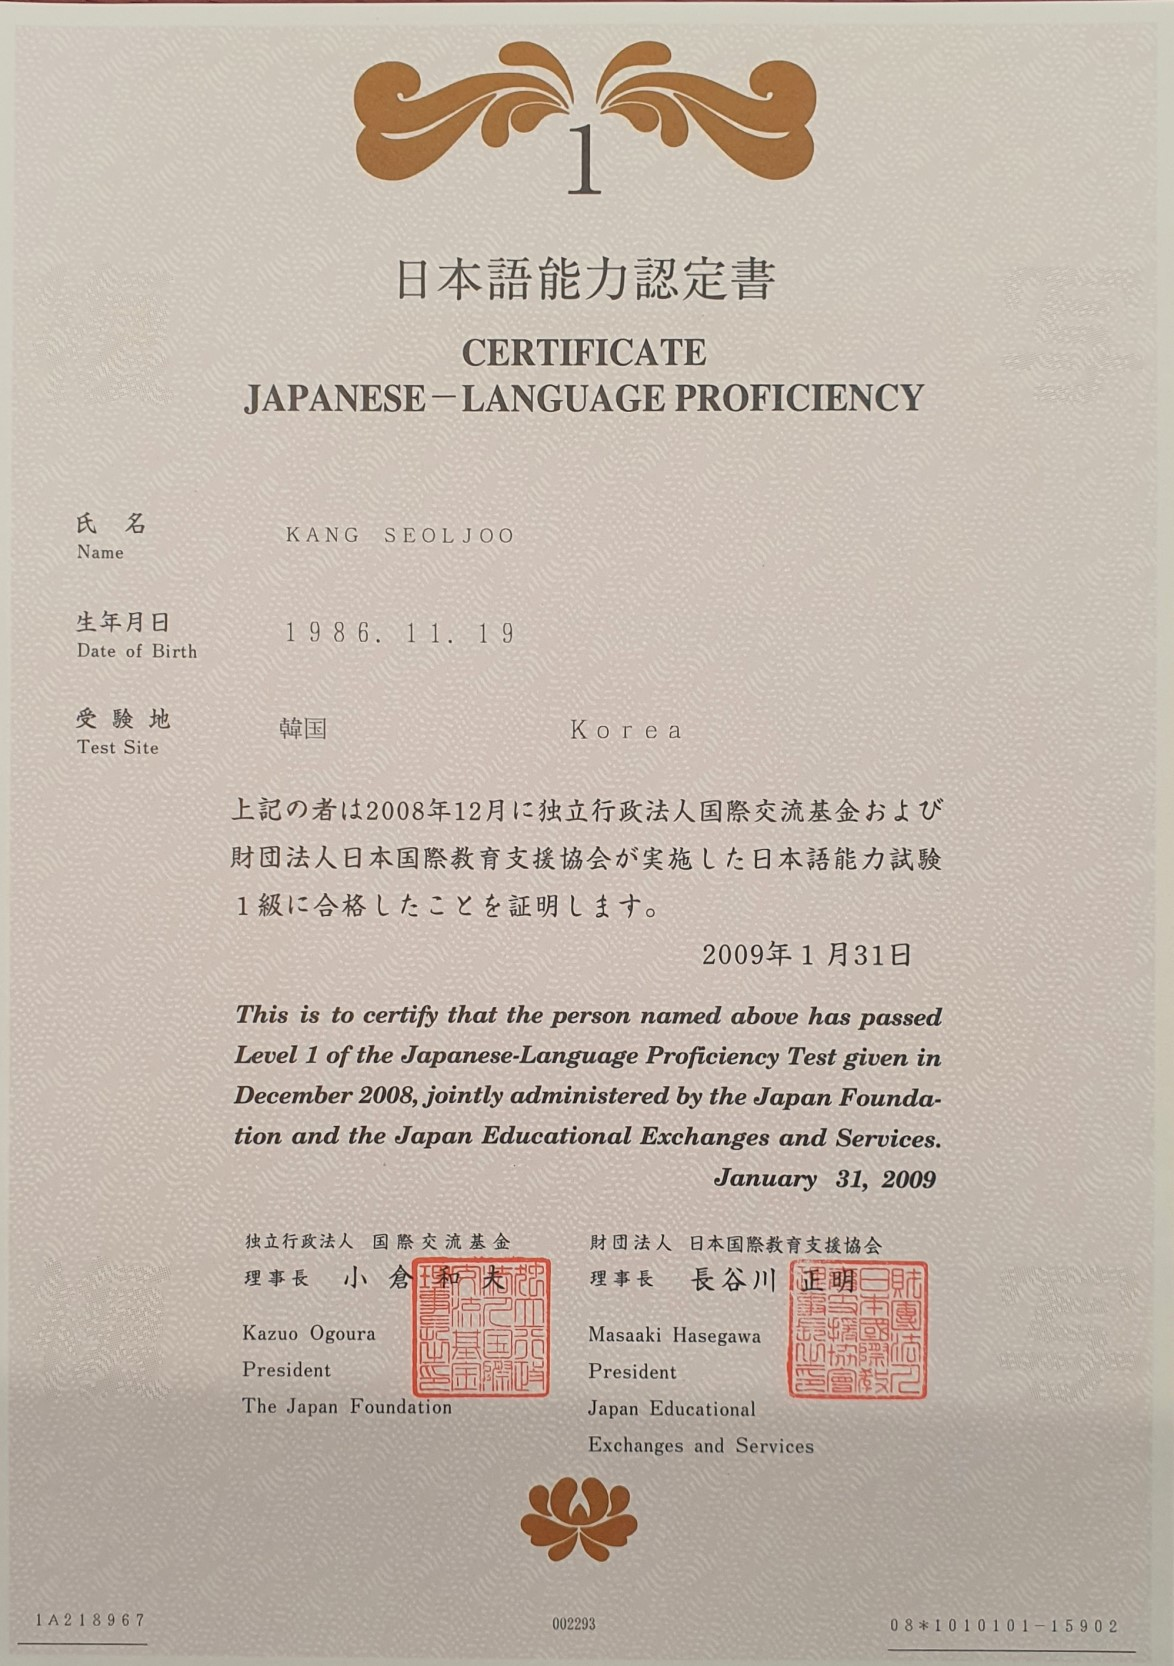 1
日本語能力認定書
CERTIFICATE
JAPANESE－LANGUAGE PROFICIENCY
氏 名
Name
KANG SEOLJOO
生年月日
Date of Birth
1986. 11. 19
受 験 地
Test Site
韓国 Korea
上記の者は2008年12月に独立行政法人国際交流基金および
財団法人日本国際教育支援協会が実施した日本語能力試験
1級に合格したことを証明します。
2009年1月31日
This is to certify that the person named above has passed
Level 1 of the Japanese-Language Proficiency Test given in
December 2008, jointly administered by the Japan Founda-
tion and the Japan Educational Exchanges and Services.
January 31, 2009
独立行政法人 国際交流基金
理事長 小倉和夫
Kazuo Ogoura
President
The Japan Foundation
財団法人 日本国際教育支援協会
理事長 長谷川 正明
Masaaki Hasegawa
President
Japan Educational
Exchanges and Services
1A218967
002293
08*1010101-15902